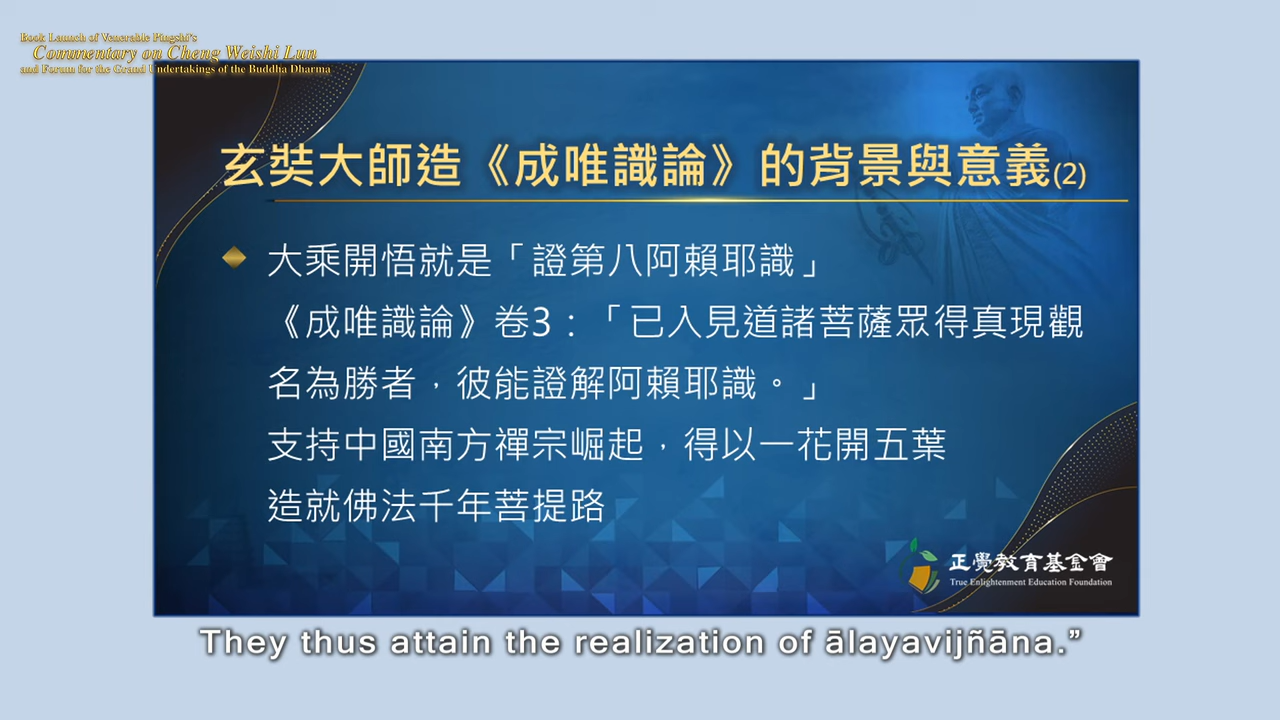 Book Launch of Venerable Pingshi's
Commentary on Cheng Weishi Lun
and Forum for the Grand Undertakings of the Buddha Dharma
玄奘大師造《成唯識論》的背景與意義(2)
大乘開悟就是「證第八阿賴耶識」
《成唯識論》卷3：「已入見道諸菩薩眾得真現觀
名為勝者，彼能證解阿賴耶識。」
支持中國南方禪宗崛起，得以一花開五葉
造就佛法千年菩提路
正覺教育基金會
True Enlightenment Education Foundation
They thus attain the realization of ālayavijñāna.”